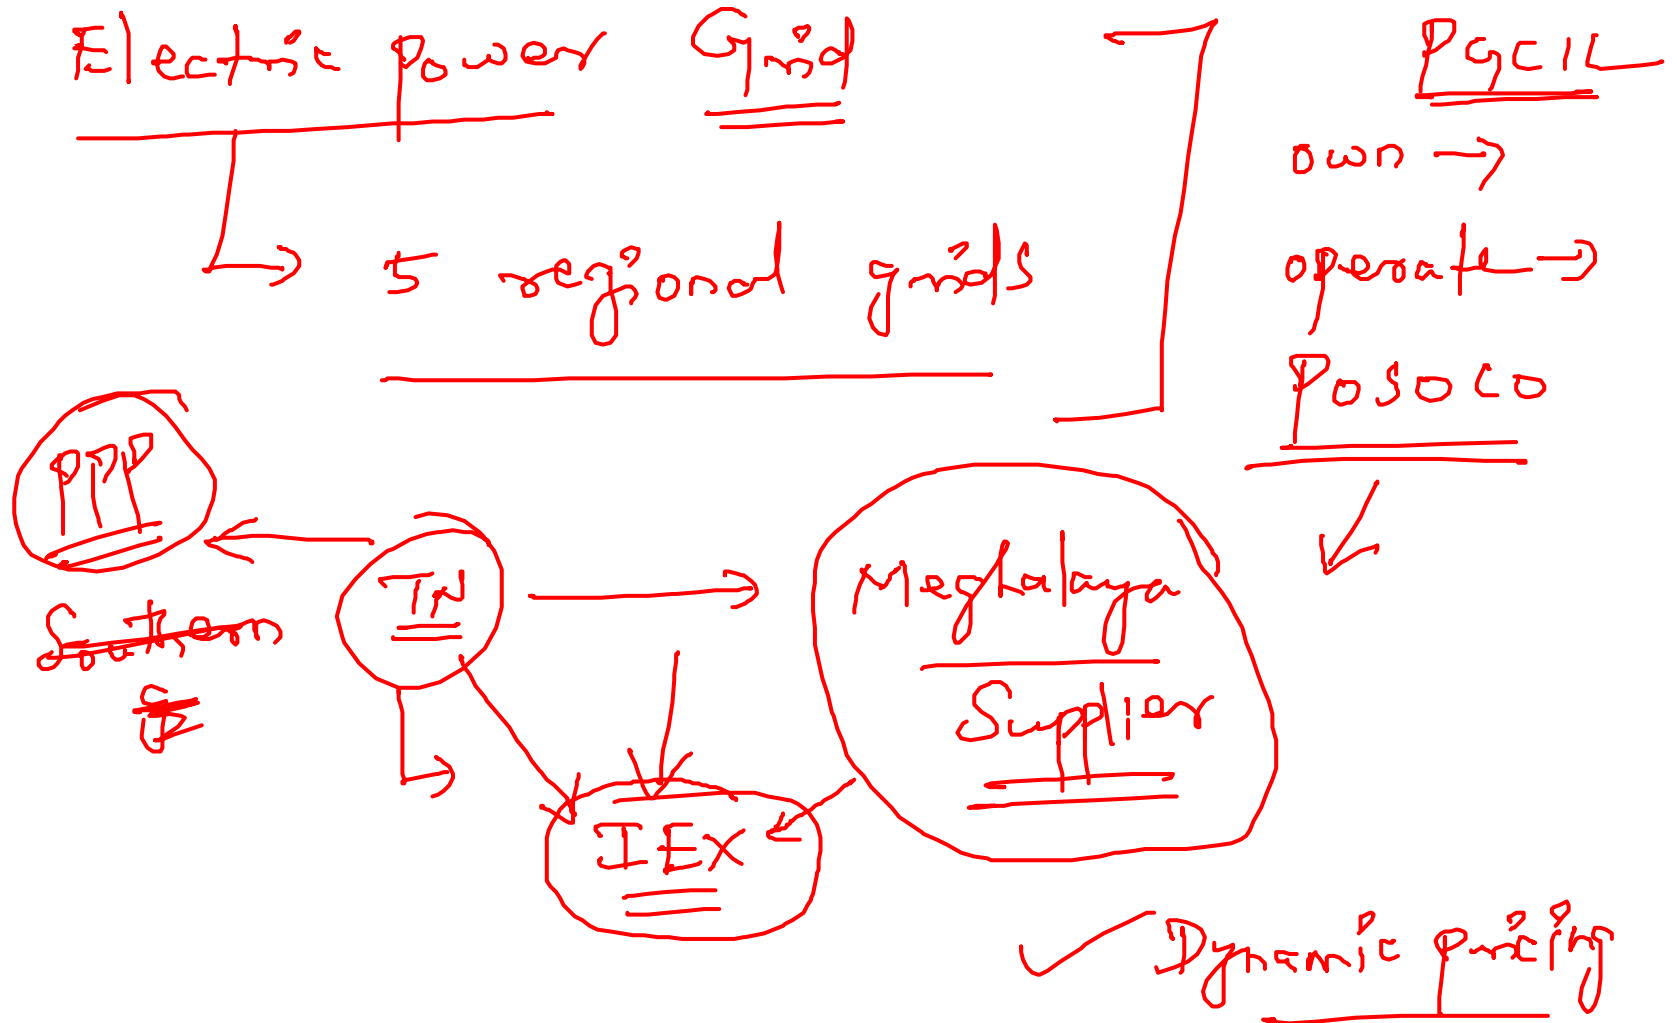 Electric Power Grid
PGCIL
own →
5 regional grids
operate →
POSOCO
PPP
TN
Meghalaya
Southern
Supplier
IEX
Dynamic pricing